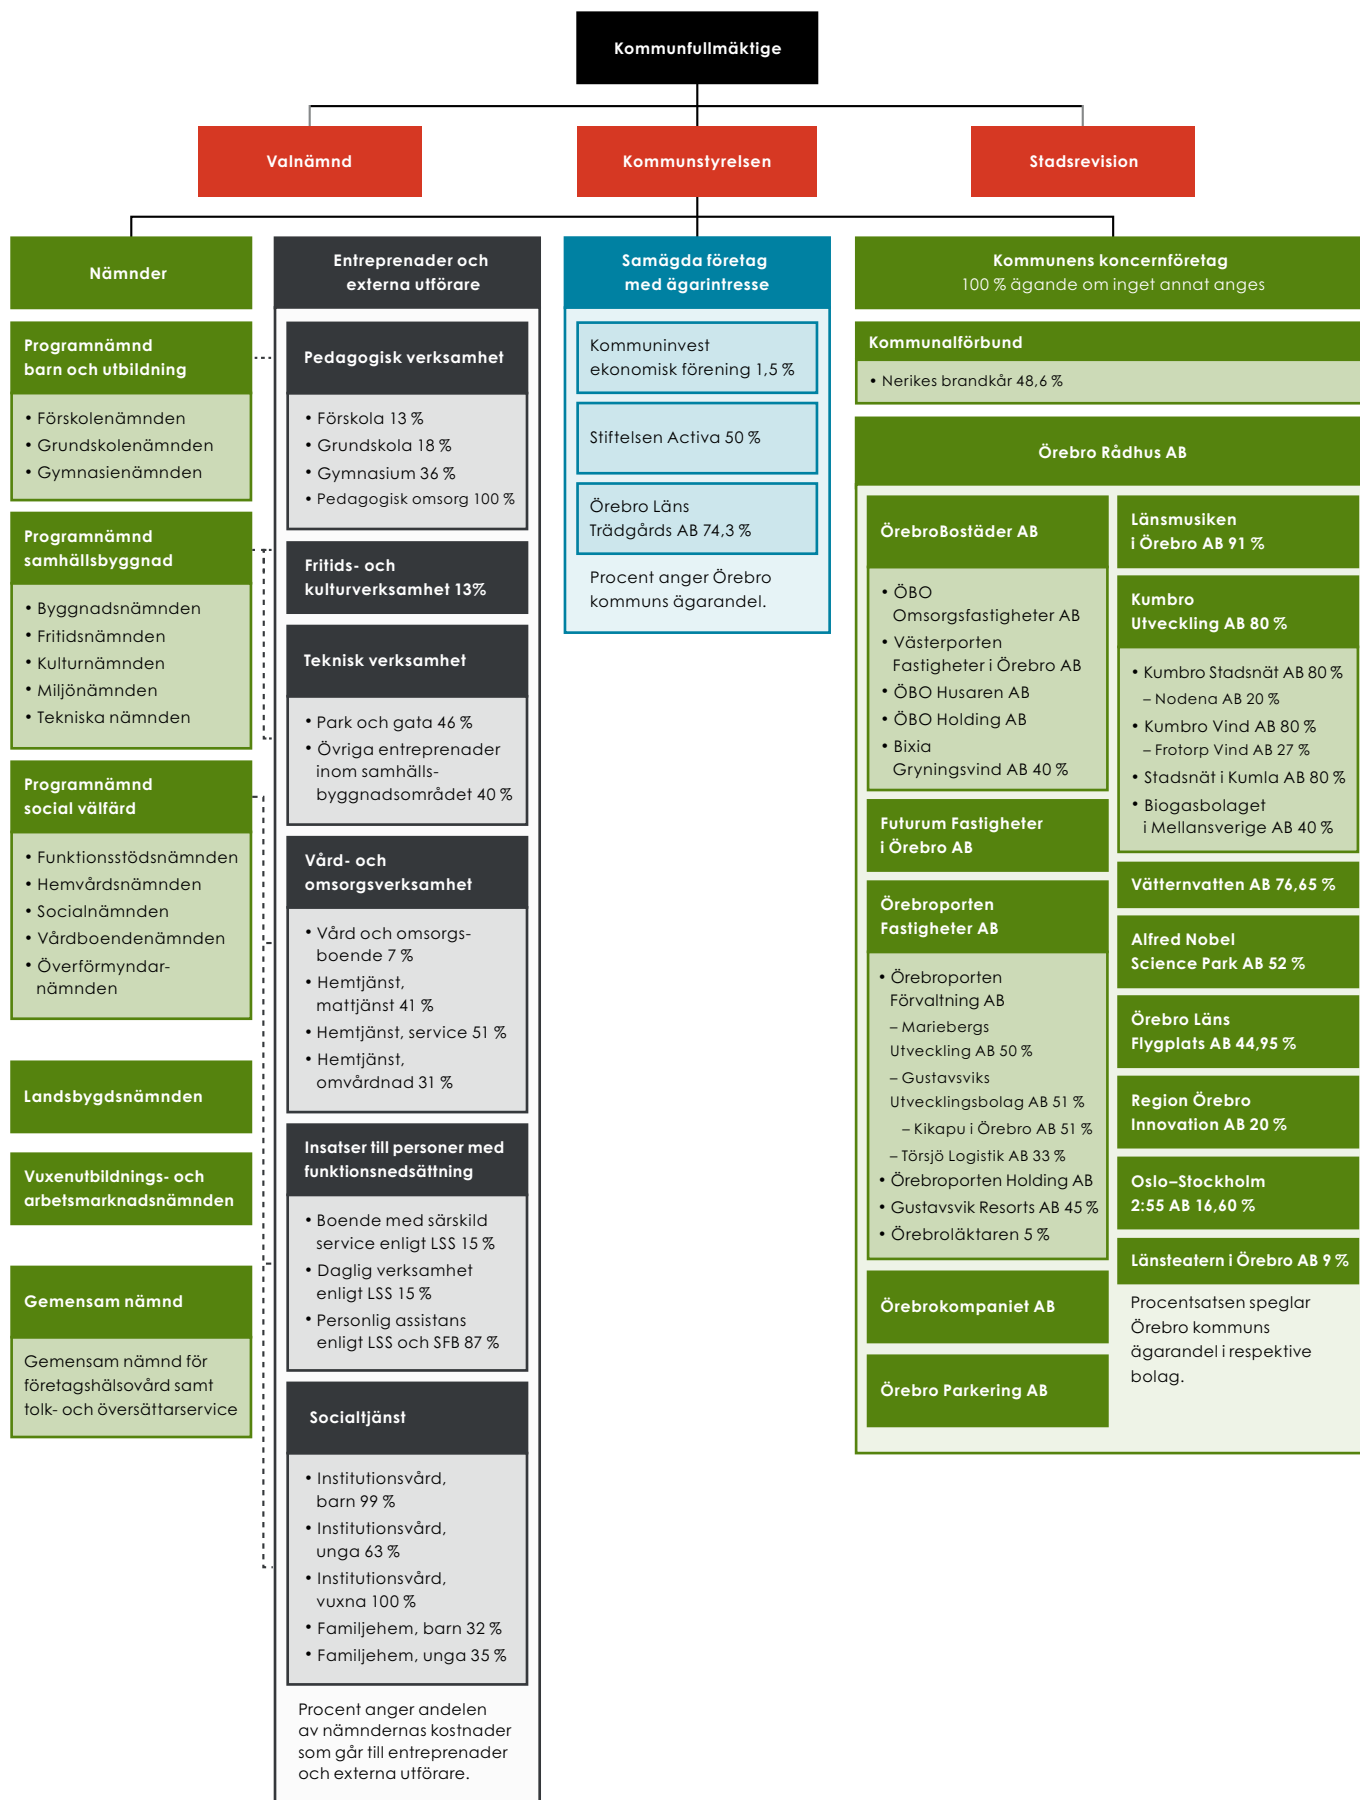 Kommunfullmäktige
Valnämnd
Kommunstyrelsen
Stadsrevision
Nämnder
Programnämnd
barn och utbildning
• Förskolenämnden
• Grundskolenämnden
• Gymnasienämnden
Programnämnd
samhällsbyggnad
• Byggnadsnämnden
• Fritidsnämnden
• Kulturnämnden
• Miljönämnden
• Tekniska nämnden
Programnämnd
social välfärd
• Funktionsstödsnämnden
• Hemvårdsnämnden
• Socialnämnden
• Vårdboendenämnden
• Överförmyndar-
nämnden
Landsbygdsnämnden
Vuxenutbildnings- och
arbetsmarknadsnämnden
Gemensam nämnd
Gemensam nämnd för
företagshälsovård samt
tolk- och översättarservice
Entreprenader och
externa utförare
Pedagogisk verksamhet
• Förskola 13 %
• Grundskola 18 %
• Gymnasium 36 %
• Pedagogisk omsorg 100 %
Fritids- och
kulturverksamhet 13%
Teknisk verksamhet
• Park och gata 46 %
• Övriga entreprenader
inom samhälls-
byggnadsområdet 40 %
Vård- och
omsorgsverksamhet
• Vård och omsorgs-
boende 7 %
• Hemtjänst,
mattjänst 41 %
• Hemtjänst, service 51 %
• Hemtjänst,
omvårdnad 31 %
Insatser till personer med
funktionsnedsättning
• Boende med särskild
service enligt LSS 15 %
• Daglig verksamhet
enligt LSS 15 %
• Personlig assistans
enligt LSS och SFB 87 %
Socialtjänst
• Institutionsvård,
barn 99 %
• Institutionsvård,
unga 63 %
• Institutionsvård,
vuxna 100 %
• Familjehem, barn 32 %
• Familjehem, unga 35 %
Procent anger andelen
av nämndernas kostnader
som går till entreprenader
och externa utförare.
Samägda företag
med ägarintresse
Kommuninvest
ekonomisk förening 1,5 %
Stiftelsen Activa 50 %
Örebro Läns
Trädgårds AB 74,3 %
Procent anger Örebro
kommuns ägarandel.
Kommunens koncernföretag
100 % ägande om inget annat anges
Kommunalförbund
• Nerikes brandkår 48,6 %
Örebro Rådhus AB
ÖrebroBostäder AB
• ÖBO
Omsorgsfastigheter AB
• Västerporten
Fastigheter i Örebro AB
• ÖBO Husaren AB
• ÖBO Holding AB
• Bixia
Gryningsvind AB 40 %
Futurum Fastigheter
i Örebro AB
Örebroporten
Fastigheter AB
• Örebroporten
Förvaltning AB
– Mariebergs
Utveckling AB 50 %
– Gustavsviks
Utvecklingsbolag AB 51 %
– Kikapu i Örebro AB 51 %
– Törsjö Logistik AB 33 %
• Örebroporten Holding AB
• Gustavsvik Resorts AB 45 %
• Örebroläktaren 5 %
Örebrokompaniet AB
Örebro Parkering AB
Länsmusiken
i Örebro AB 91 %
Kumbro
Utveckling AB 80 %
• Kumbro Stadsnät AB 80 %
– Nodena AB 20 %
• Kumbro Vind AB 80 %
– Frotorp Vind AB 27 %
• Stadsnät i Kumla AB 80 %
• Biogasbolaget
i Mellansverige AB 40 %
Vätternvatten AB 76,65 %
Alfred Nobel
Science Park AB 52 %
Örebro Läns
Flygplats AB 44,95 %
Region Örebro
Innovation AB 20 %
Oslo–Stockholm
2:55 AB 16,60 %
Länsteatern i Örebro AB 9 %
Procentsatsen speglar
Örebro kommuns
ägarandel i respektive
bolag.